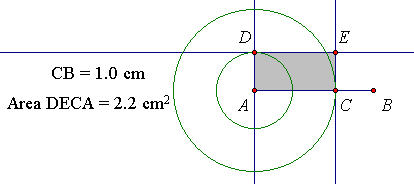 D E
CB = 1.0 cm
Area DECA = 2.2 cm²
A C B